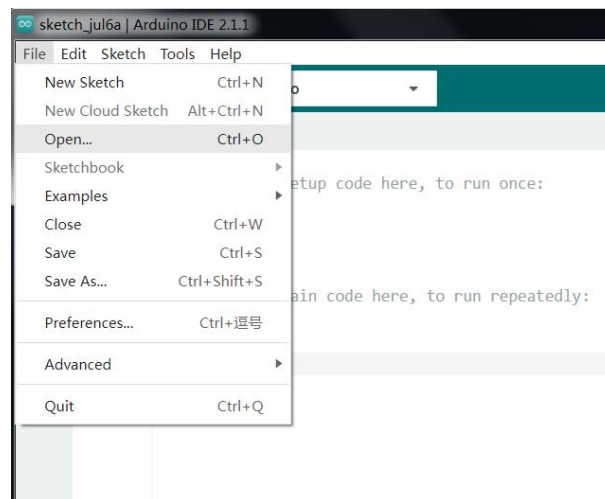 sketch_jul6a | Arduino IDE 2.1.1
File Edit Sketch Tools Help
New Sketch Ctrl+N
New Cloud Sketch Alt+Ctrl+N
Open... Ctrl+O
Sketchbook
Examples
Close Ctrl+W
Save Ctrl+S
Save As... Ctrl+Shift+S
Preferences... Ctrl+逗号
Advanced
Quit Ctrl+Q
o
etup code here, to run once:
ain code here, to run repeatedly: